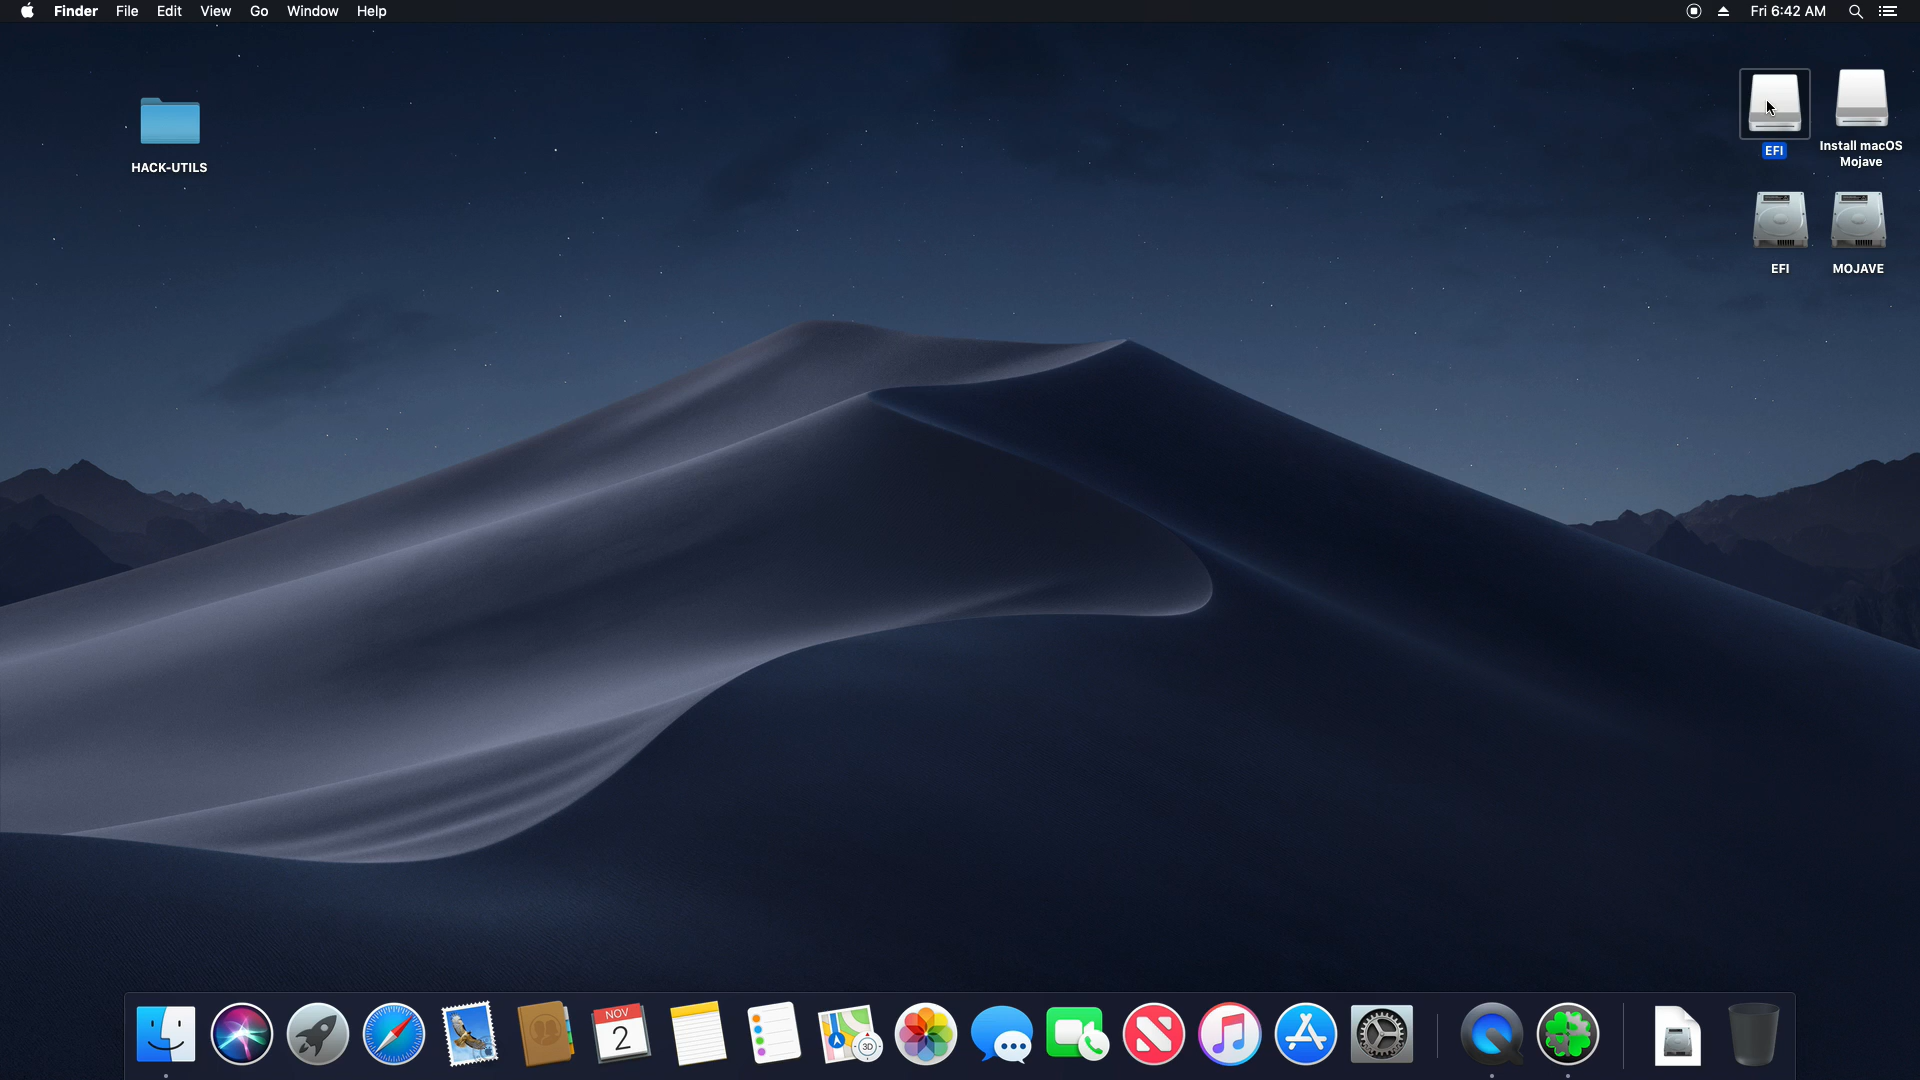 Finder File Edit View Go Window Help Fri 6:42 AM
HACK-UTILS
EFI
Install macOS
Mojave
EFI MOJAVE
NOV
2
3D